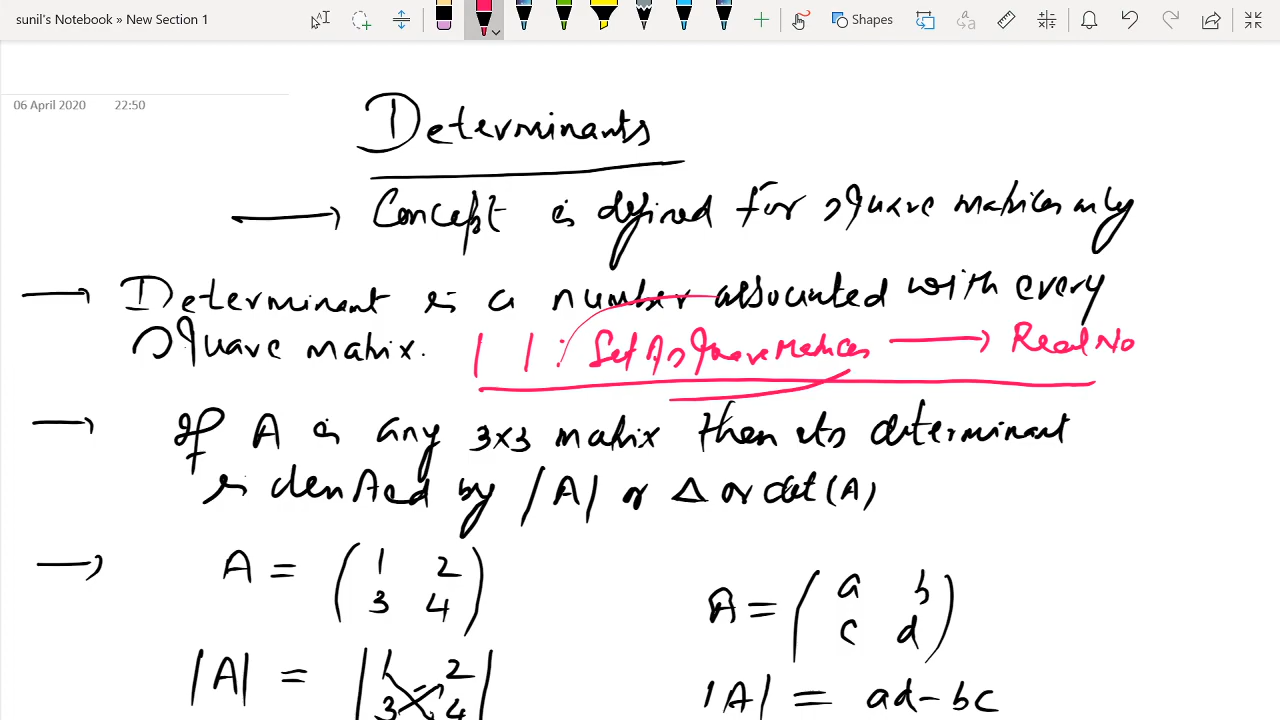 sunil's Notebook » New Section 1
Shapes
06 April 2020 22:50
Determinants
→ Concept is defined for square matrices only
→ Determinant is a number associated with every
square matrix. | | : Set of square Matrices → Real No
→ If A is any 3×3 matrix then its determinant
is denoted by |A| or Δ or det(A)
→ A = ( 1 2
3 4 )
A = ( a b
c d )
|A| = | 1 2
3 4 |
|A| = ad - bc